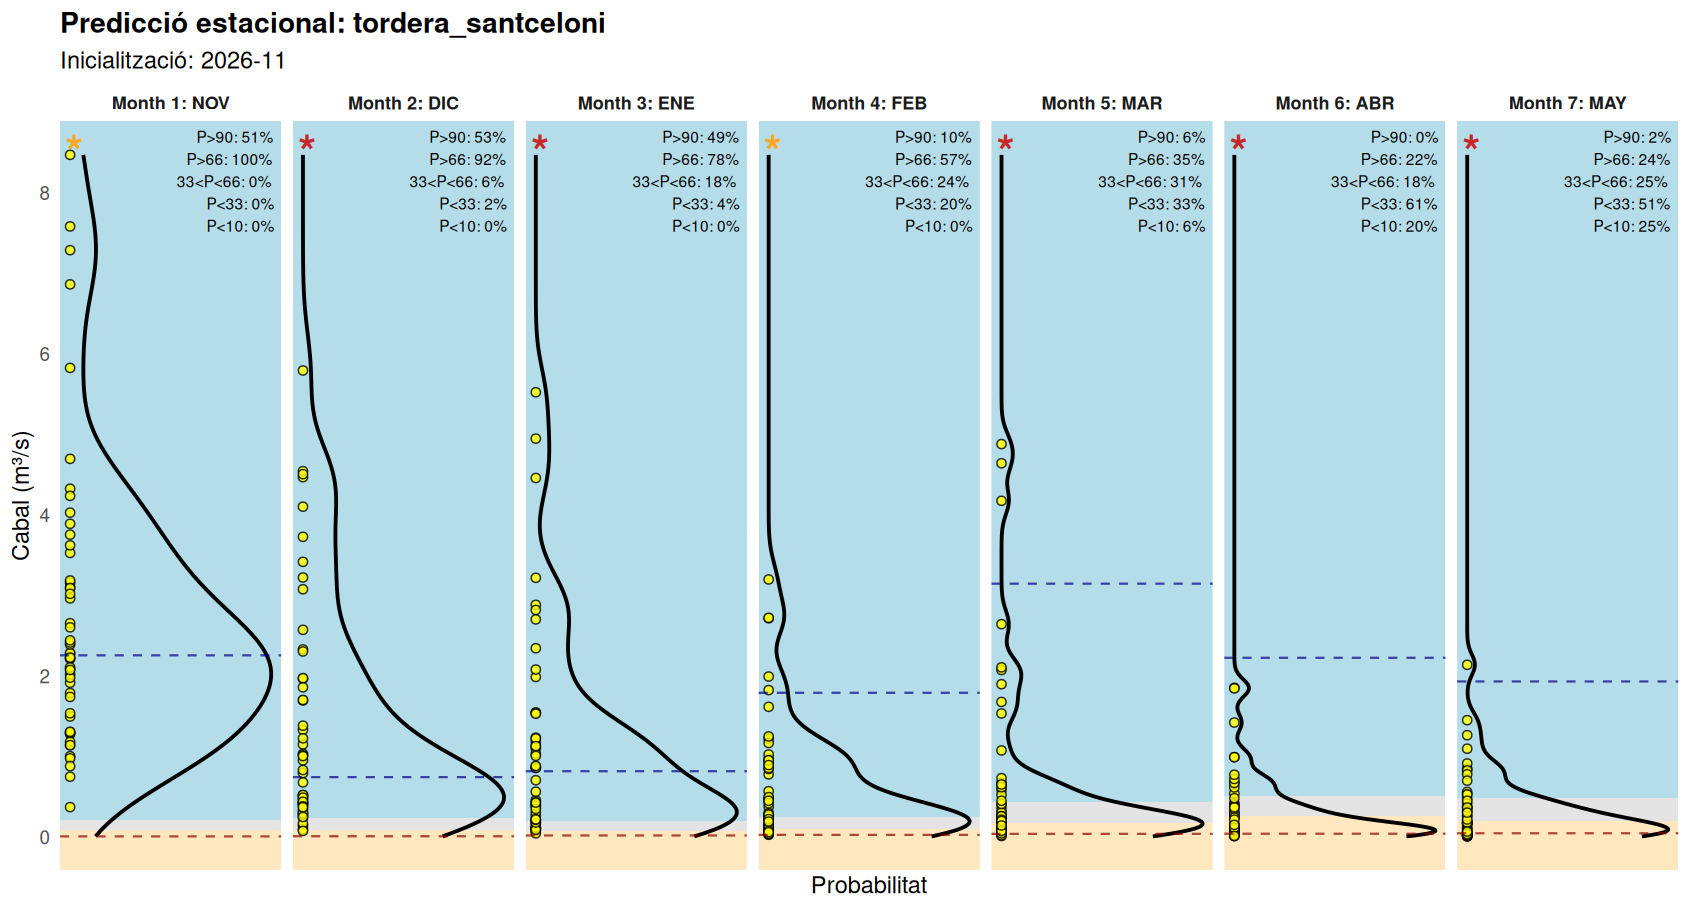 Predicció estacional: tordera_santceloni
Inicialització: 2026-11
Month 1: NOV
Month 2: DIC
Month 3: ENE
Month 4: FEB
Month 5: MAR
Month 6: ABR
Month 7: MAY
P>90: 51%
P>66: 100%
33<P<66: 0%
P<33: 0%
P<10: 0%
P>90: 53%
P>66: 92%
33<P<66: 6%
P<33: 2%
P<10: 0%
P>90: 49%
P>66: 78%
33<P<66: 18%
P<33: 4%
P<10: 0%
P>90: 10%
P>66: 57%
33<P<66: 24%
P<33: 20%
P<10: 0%
P>90: 6%
P>66: 35%
33<P<66: 31%
P<33: 33%
P<10: 6%
P>90: 0%
P>66: 22%
33<P<66: 18%
P<33: 61%
P<10: 20%
P>90: 2%
P>66: 24%
33<P<66: 25%
P<33: 51%
P<10: 25%
8
6
4
2
0
Cabal (m³/s)
Probabilitat